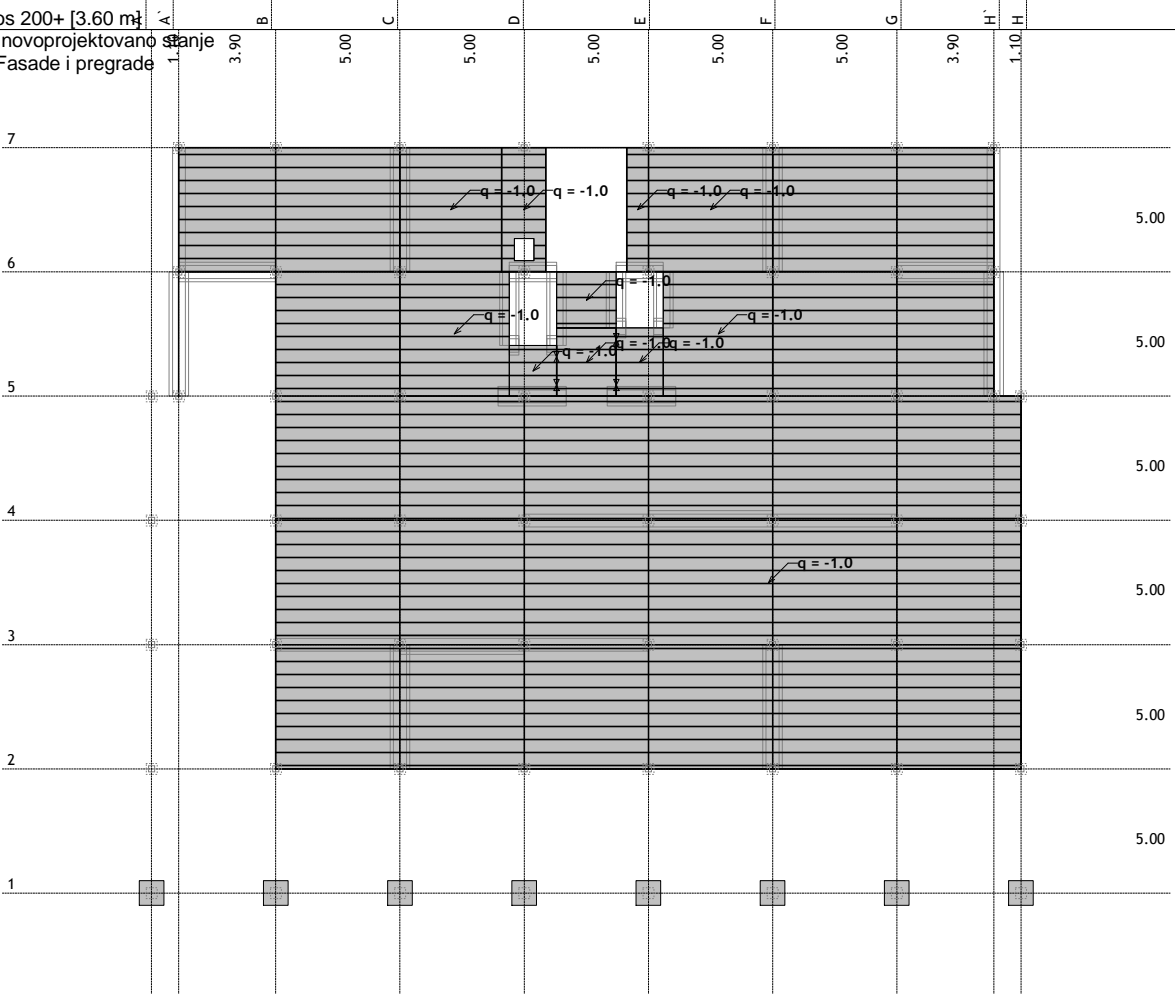 os 200+ [3.60 m]
novoprojektovano stanje
Fasade i pregrade
A A` B C D E F G H` H
1.10 3.90 5.00 5.00 5.00 5.00 5.00 3.90 1.10
7
q = -1.0 q = -1.0 q = -1.0 q = -1.0
5.00
6
q = -1.0
q = -1.0 q = -1.0
5.00
q = -1.0 q = -1.0 q = -1.0
5
5.00
4
q = -1.0
5.00
3
5.00
2
5.00
1